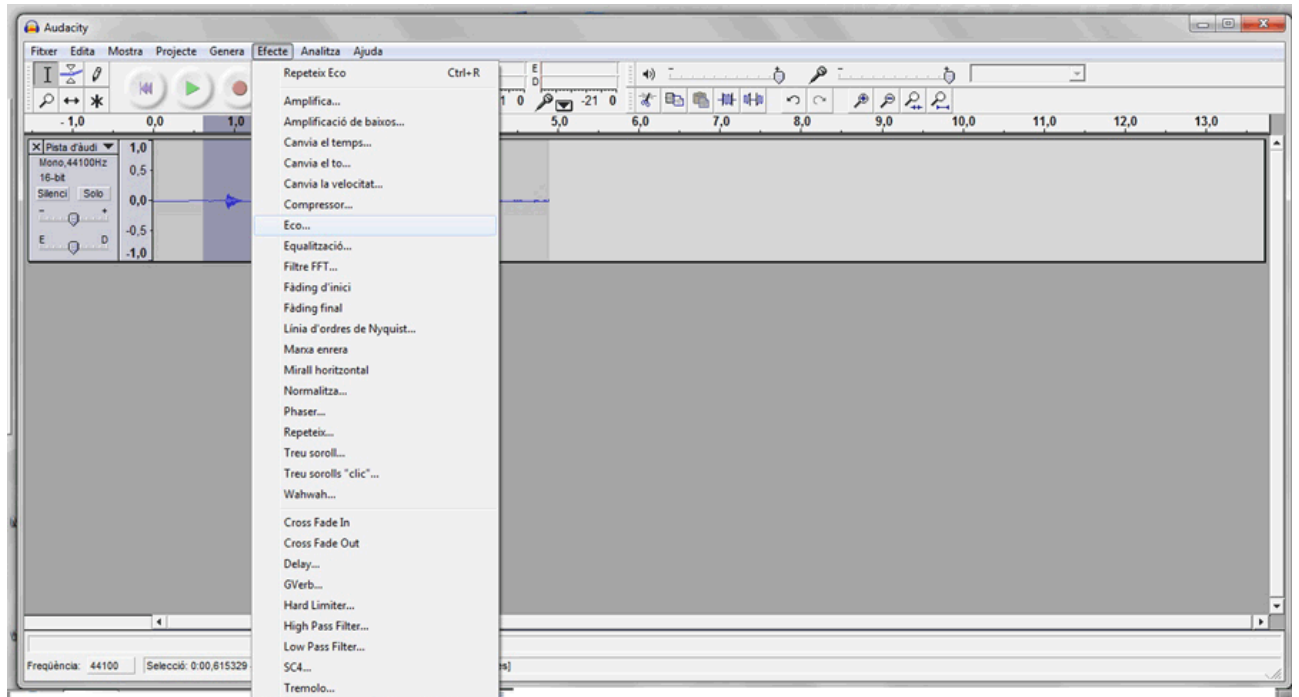 Audacity
Fitxer Edita Mostra Projecte Genera Efecte Analitza Ajuda
Repeteix Eco Ctrl+R
E
D
1 0 -21 0
- 1,0 0,0 1,0 5,0 6,0 7,0 8,0 9,0 10,0 11,0 12,0 13,0
X Pista d'àudi 1,0
Mono,44100Hz
16-bit 0,5
Silenci Solo
- + 0,0
E D -0,5
-1,0
Amplifica...
Amplificació de baixos...
Canvia el temps...
Canvia el to...
Canvia la velocitat...
Compressor...
Eco...
Equalització...
Filtre FFT...
Fàding d'inici
Fàding final
Línia d'ordres de Nyquist...
Marxa enrera
Mirall horitzontal
Normalitza...
Phaser...
Repeteix...
Treu soroll...
Treu sorolls "clic"...
Wahwah...
Cross Fade In
Cross Fade Out
Delay...
GVerb...
Hard Limiter...
High Pass Filter...
Low Pass Filter...
SC4...
Tremolo...
Freqüència: 44100 Selecció: 0:00,615329